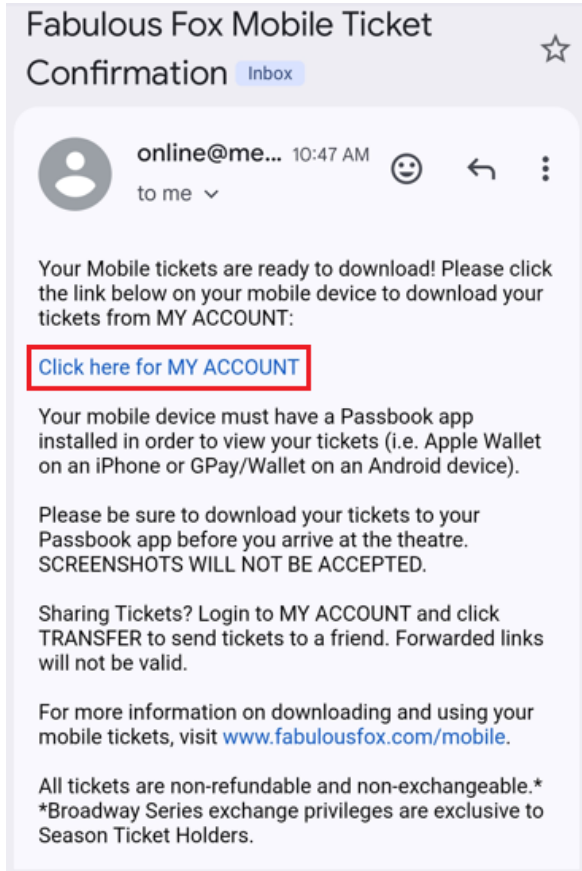 Fabulous Fox Mobile Ticket
Confirmation Inbox
online@me... 10:47 AM
to me
Your Mobile tickets are ready to download! Please click
the link below on your mobile device to download your
tickets from MY ACCOUNT:
Click here for MY ACCOUNT
Your mobile device must have a Passbook app
installed in order to view your tickets (i.e. Apple Wallet
on an iPhone or GPay/Wallet on an Android device).
Please be sure to download your tickets to your
Passbook app before you arrive at the theatre.
SCREENSHOTS WILL NOT BE ACCEPTED.
Sharing Tickets? Login to MY ACCOUNT and click
TRANSFER to send tickets to a friend. Forwarded links
will not be valid.
For more information on downloading and using your
mobile tickets, visit www.fabulousfox.com/mobile.
All tickets are non-refundable and non-exchangeable.*
*Broadway Series exchange privileges are exclusive to
Season Ticket Holders.